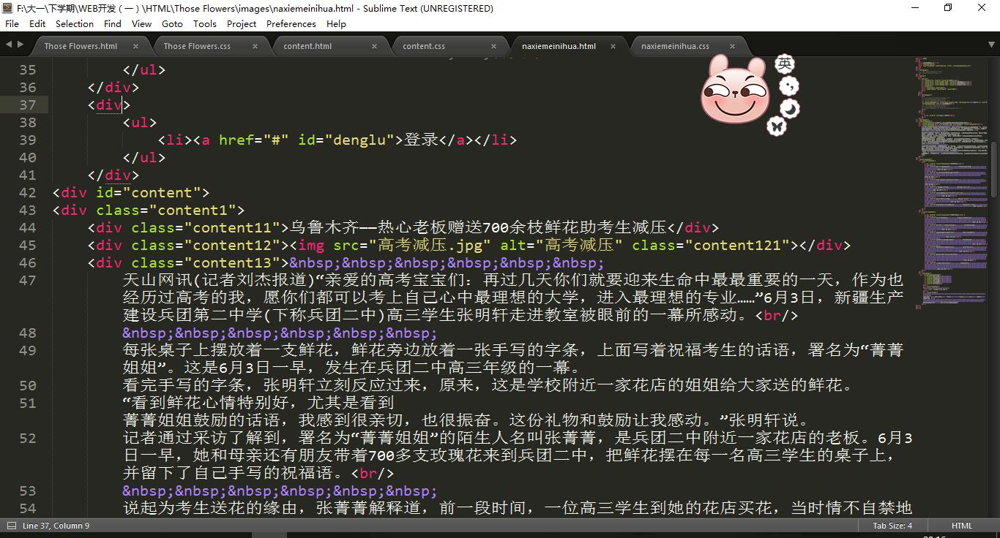 F:\大一\下学期\WEB开发（一）\HTML\Those Flowers\images\naxiemeinihua.html - Sublime Text (UNREGISTERED)
File Edit Selection Find View Goto Tools Project Preferences Help
Those Flowers.html × Those Flowers.css × content.html × content.css × naxiemeinihua.html × naxiemeinihua.css ×
英
35 </ul>
36 </div>
37 <div>
38 <ul>
39 <li><a href="#" id="denglu">登录</a></li>
40 </ul>
41 </div>
42 <div id="content">
43 <div class="content1">
44 <div class="content11">乌鲁木齐——热心老板赠送700余枝鲜花助考生减压</div>
45 <div class="content12"><img src="高考减压.jpg" alt="高考减压" class="content121"></div>
46 <div class="content13">&nbsp;&nbsp;&nbsp;&nbsp;&nbsp;&nbsp;
47 天山网讯(记者刘杰报道)“亲爱的高考宝宝们：再过几天你们就要迎来生命中最最重要的一天，作为也
经历过高考的我，愿你们都可以考上自己心中最理想的大学，进入最理想的专业……”6月3日，新疆生产
建设兵团第二中学(下称兵团二中)高三学生张明轩走进教室被眼前的一幕所感动。<br/>
48 &nbsp;&nbsp;&nbsp;&nbsp;&nbsp;&nbsp;
49 每张桌子上摆放着一支鲜花，鲜花旁边放着一张手写的字条，上面写着祝福考生的话语，署名为“菁菁
姐姐”。这是6月3日一早，发生在兵团二中高三年级的一幕。
50 看完手写的字条，张明轩立刻反应过来，原来，这是学校附近一家花店的姐姐给大家送的鲜花。
51 “看到鲜花心情特别好，尤其是看到
菁菁姐姐鼓励的话语，我感到很亲切，也很振奋。这份礼物和鼓励让我感动。”张明轩说。
52 记者通过采访了解到，署名为“菁菁姐姐”的陌生人名叫张菁菁，是兵团二中附近一家花店的老板。6月3
日一早，她和母亲还有朋友带着700多支玫瑰花来到兵团二中，把鲜花摆在每一名高三学生的桌子上，
并留下了自己手写的祝福语。<br/>
53 &nbsp;&nbsp;&nbsp;&nbsp;&nbsp;&nbsp;
54 说起为考生送花的缘由，张菁菁解释道，前一段时间，一位高三学生到她的花店买花，当时情不自禁地
Line 37, Column 9 Tab Size: 4 HTML